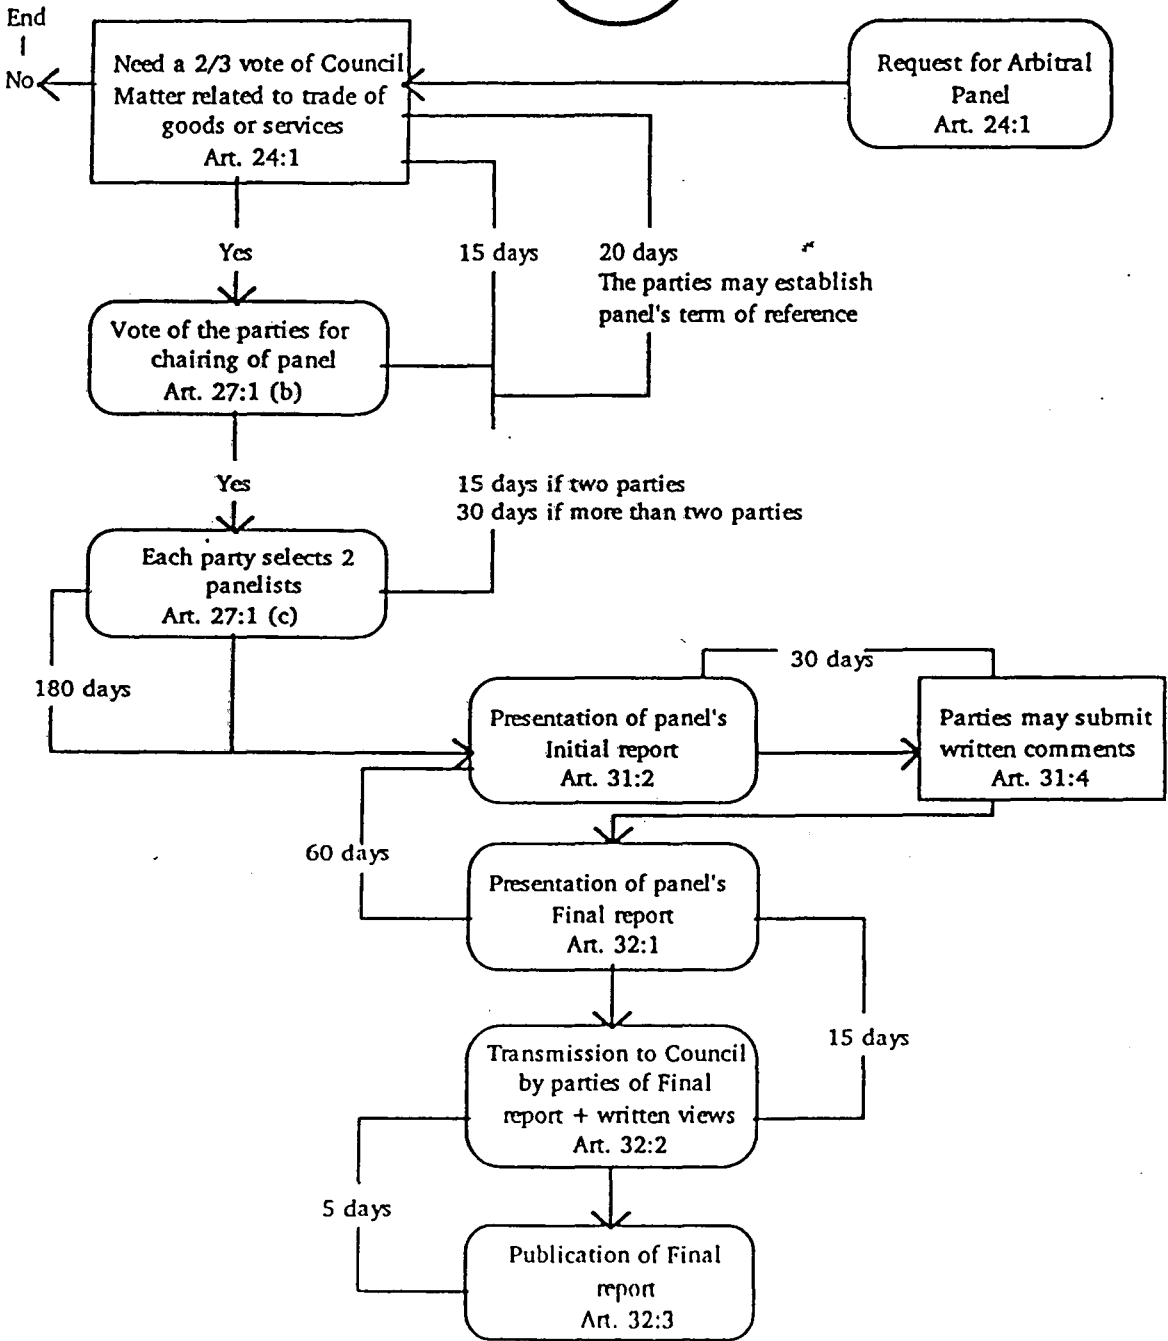 End
No
Need a 2/3 vote of Council
Matter related to trade of
goods or services
Art. 24:1
Request for Arbitral
Panel
Art. 24:1
Yes
15 days
20 days
The parties may establish
panel's term of reference
Vote of the parties for
chairing of panel
Art. 27:1 (b)
Yes
15 days if two parties
30 days if more than two parties
Each party selects 2
panelists
Art. 27:1 (c)
180 days
30 days
Presentation of panel's
Initial report
Art. 31:2
Parties may submit
written comments
Art. 31:4
60 days
Presentation of panel's
Final report
Art. 32:1
15 days
Transmission to Council
by parties of Final
report + written views
Art. 32:2
5 days
Publication of Final
report
Art. 32:3